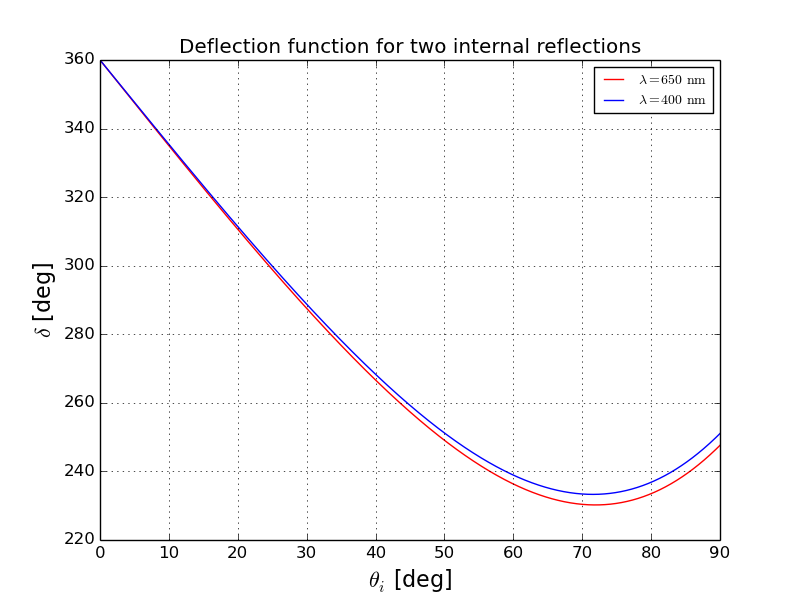 Deflection function for two internal reflections
λ=650 nm
λ=400 nm
360
340
320
300
280
260
240
220
δ [deg]
0 10 20 30 40 50 60 70 80 90
θi [deg]